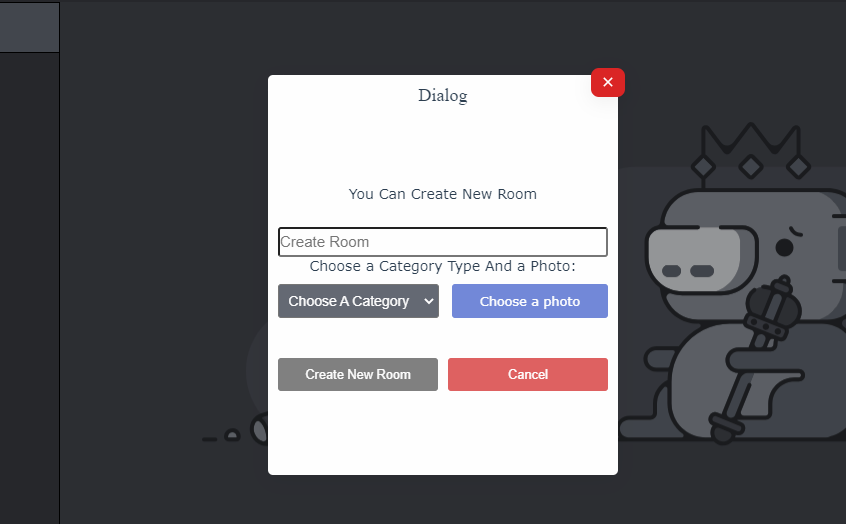 Dialog
You Can Create New Room
Create Room
Choose a Category Type And a Photo:
Choose A Category
Choose a photo
Create New Room
Cancel